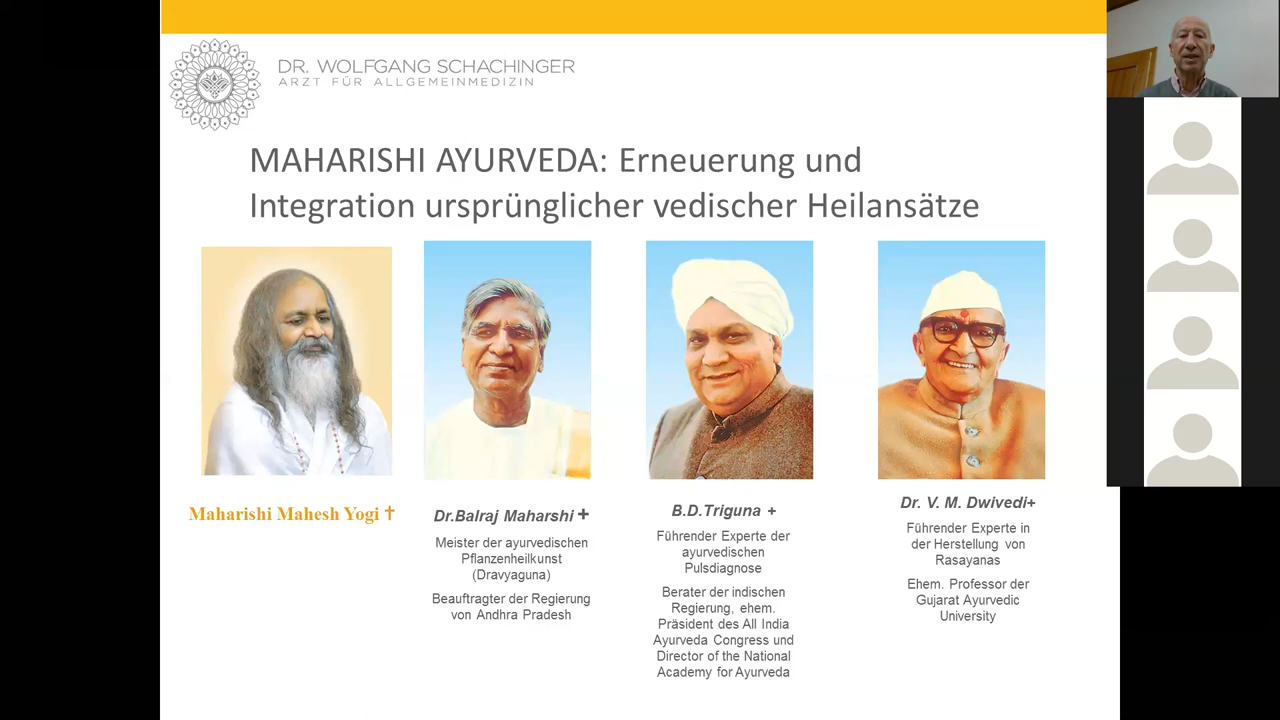 DR. WOLFGANG SCHACHINGER
ARZT FÜR ALLGEMEINMEDIZIN
MAHARISHI AYURVEDA: Erneuerung und
Integration ursprünglicher vedischer Heilansätze
Maharishi Mahesh Yogi ✝
Dr.Balraj Maharshi +
Meister der ayurvedischen
Pflanzenheilkunst
(Dravyaguna)
Beauftragter der Regierung
von Andhra Pradesh
B.D.Triguna +
Führender Experte der
ayurvedischen
Pulsdiagnose
Berater der indischen
Regierung, ehem.
Präsident des All India
Ayurveda Congress und
Director of the National
Academy for Ayurveda
Dr. V. M. Dwivedi+
Führender Experte in
der Herstellung von
Rasayanas
Ehem. Professor der
Gujarat Ayurvedic
University